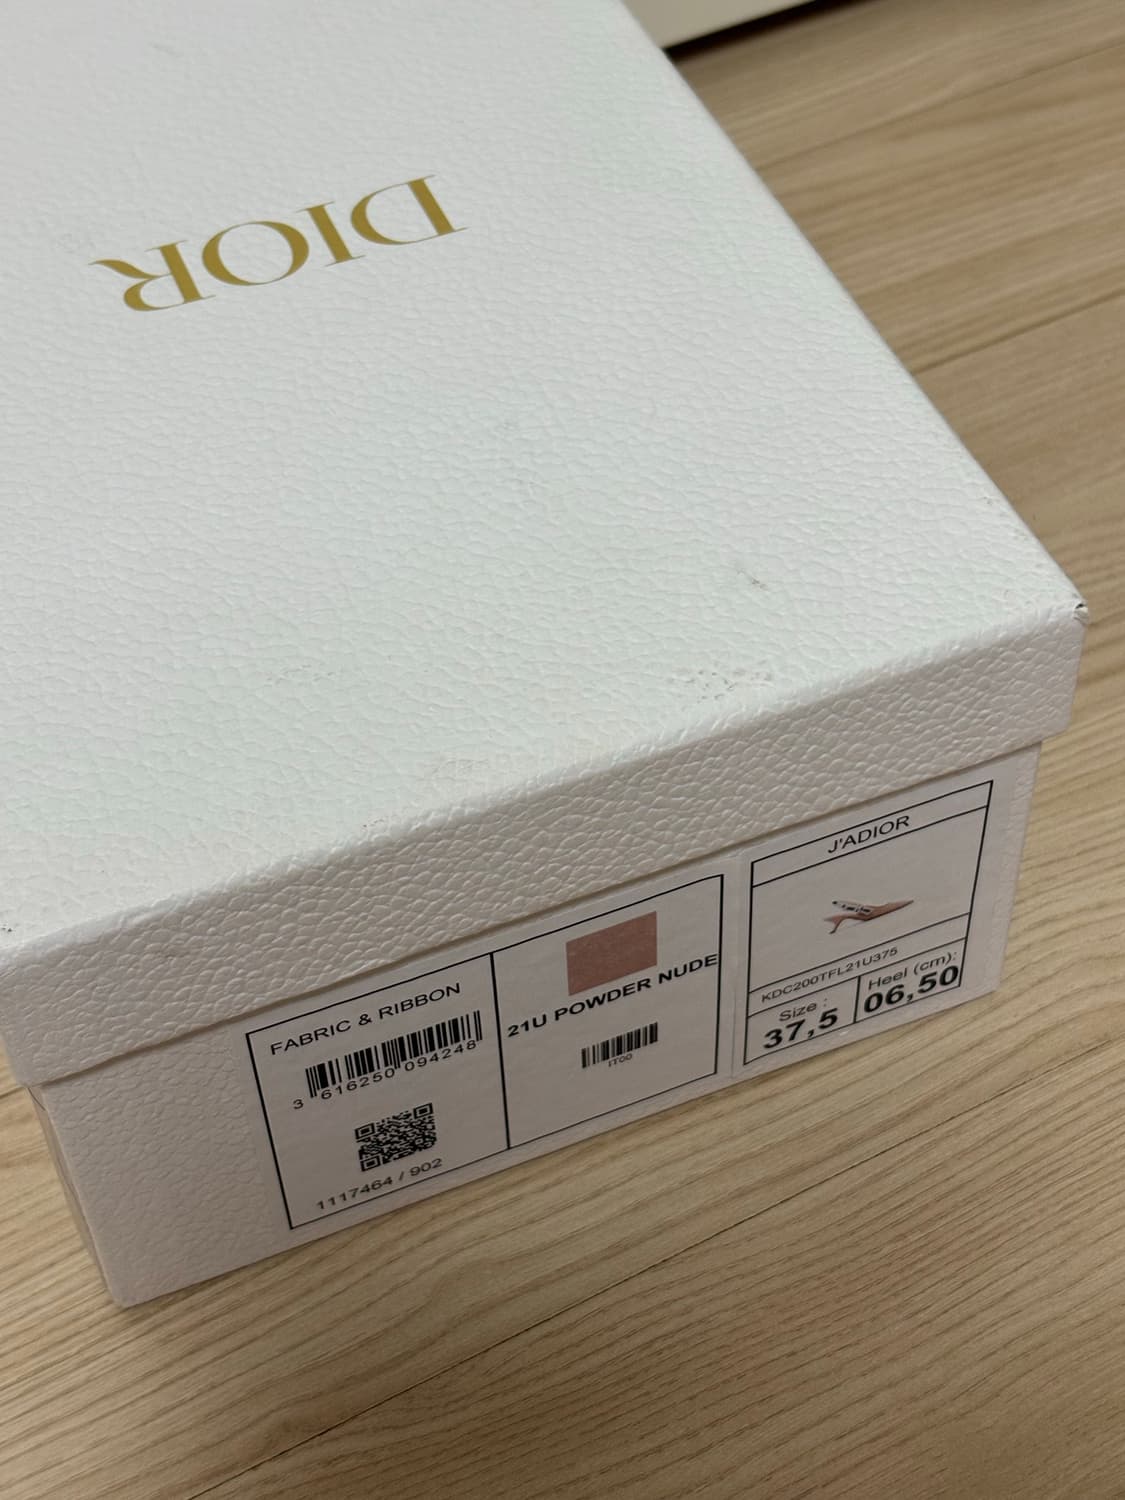 DIOR
FABRIC & RIBBON
3 616250 094248
1117464 / 902
21U POWDER NUDE
IT00
J'ADIOR
KDC200TFL21U375
Size :
37,5
Heel (cm):
06,50